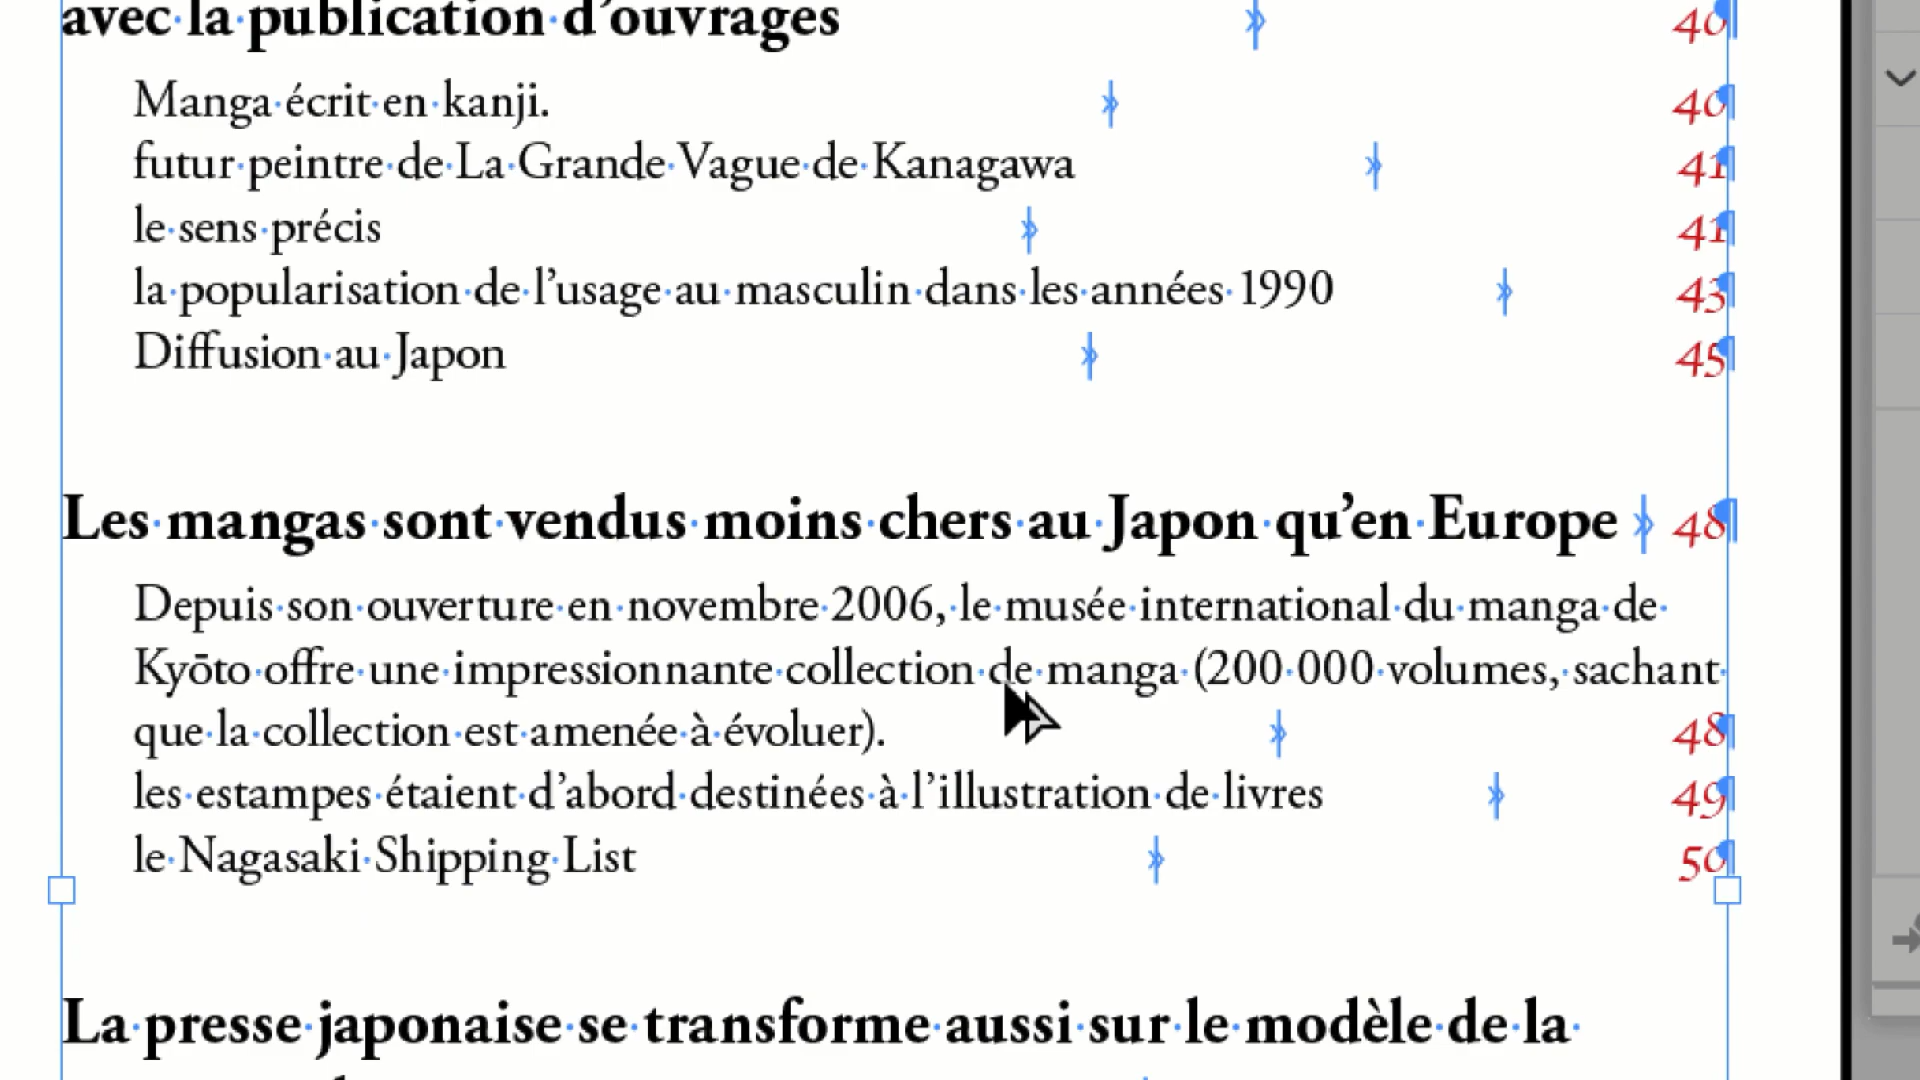 avec la publication d’ouvrages 40
Manga écrit en kanji. 40
futur peintre de La Grande Vague de Kanagawa 41
le sens précis 41
la popularisation de l’usage au masculin dans les années 1990 43
Diffusion au Japon 45
Les mangas sont vendus moins chers au Japon qu’en Europe 48
Depuis son ouverture en novembre 2006, le musée international du manga de
Kyōto offre une impressionnante collection de manga (200 000 volumes, sachant
que la collection est amenée à évoluer). 48
les estampes étaient d’abord destinées à l’illustration de livres 49
le Nagasaki Shipping List 50
La presse japonaise se transforme aussi sur le modèle de la